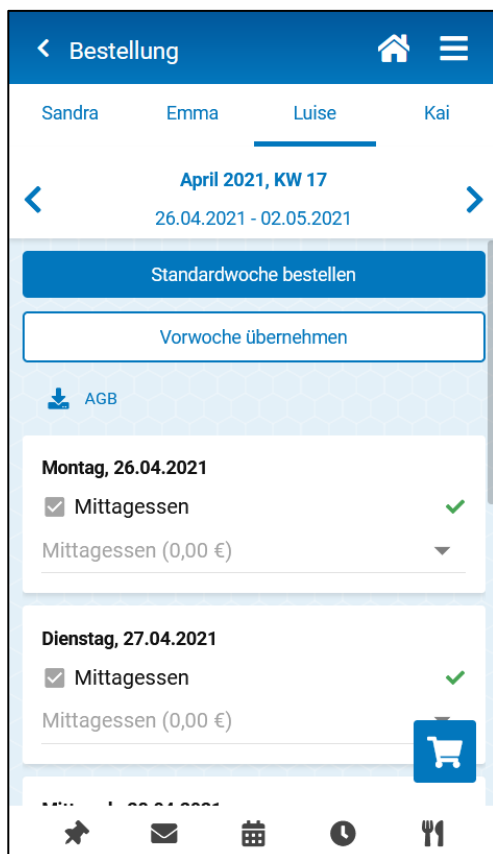 Bestellung
Sandra Emma Luise Kai
April 2021, KW 17
26.04.2021 - 02.05.2021
Standardwoche bestellen
Vorwoche übernehmen
AGB
Montag, 26.04.2021
Mittagessen
Mittagessen (0,00 €)
Dienstag, 27.04.2021
Mittagessen
Mittagessen (0,00 €)